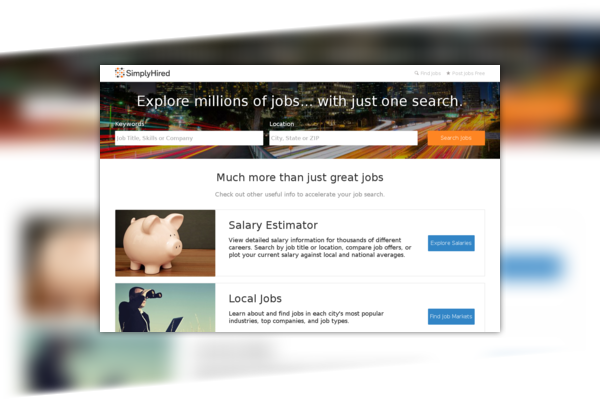 SimplyHired
Find Jobs Post Jobs Free
Explore millions of jobs... with just one search.
Keywords Location
Job Title, Skills or Company City, State or ZIP Search Jobs
Much more than just great jobs
Check out other useful info to accelerate your job search.
Salary Estimator
View detailed salary information for thousands of different
careers. Search by job title or location, compare job offers, or
plot your current salary against local and national averages.
Explore Salaries
Local Jobs
Learn about and find jobs in each city's most popular
industries, top companies, and job types.
Find Job Markets